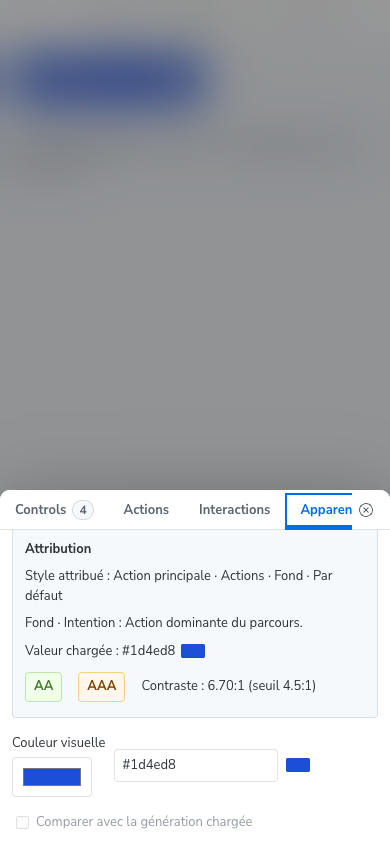 Controls 4 Actions Interactions Apparen
Attribution
Style attribué : Action principale · Actions · Fond · Par
défaut
Fond · Intention : Action dominante du parcours.
Valeur chargée : #1d4ed8
AA AAA Contraste : 6.70:1 (seuil 4.5:1)
Couleur visuelle
#1d4ed8
Comparer avec la génération chargée